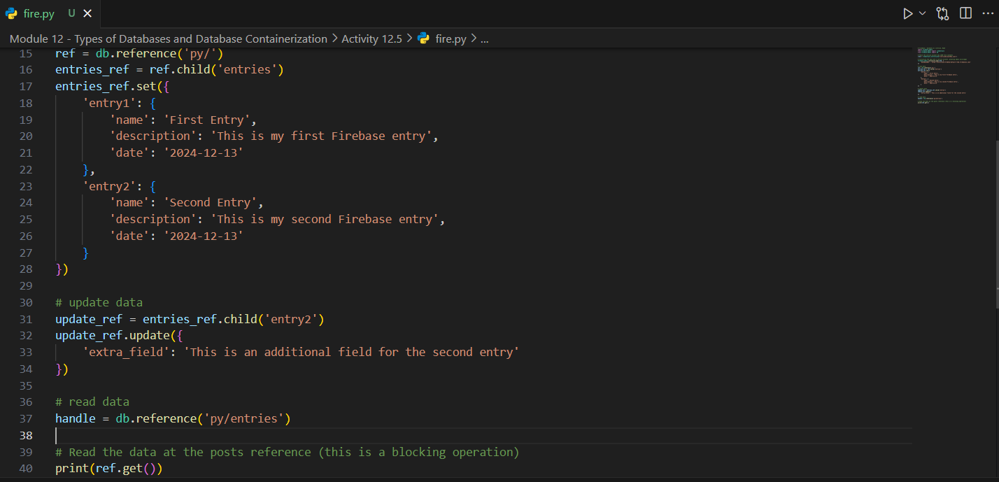 fire.py U
Module 12 - Types of Databases and Database Containerization > Activity 12.5 > fire.py > ...
15 ref = db.reference('py/')
16 entries_ref = ref.child('entries')
17 entries_ref.set({
18     'entry1': {
19         'name': 'First Entry',
20         'description': 'This is my first Firebase entry',
21         'date': '2024-12-13'
22     },
23     'entry2': {
24         'name': 'Second Entry',
25         'description': 'This is my second Firebase entry',
26         'date': '2024-12-13'
27     }
28 })
29
30 # update data
31 update_ref = entries_ref.child('entry2')
32 update_ref.update({
33     'extra_field': 'This is an additional field for the second entry'
34 })
35
36 # read data
37 handle = db.reference('py/entries')
38
39 # Read the data at the posts reference (this is a blocking operation)
40 print(ref.get())